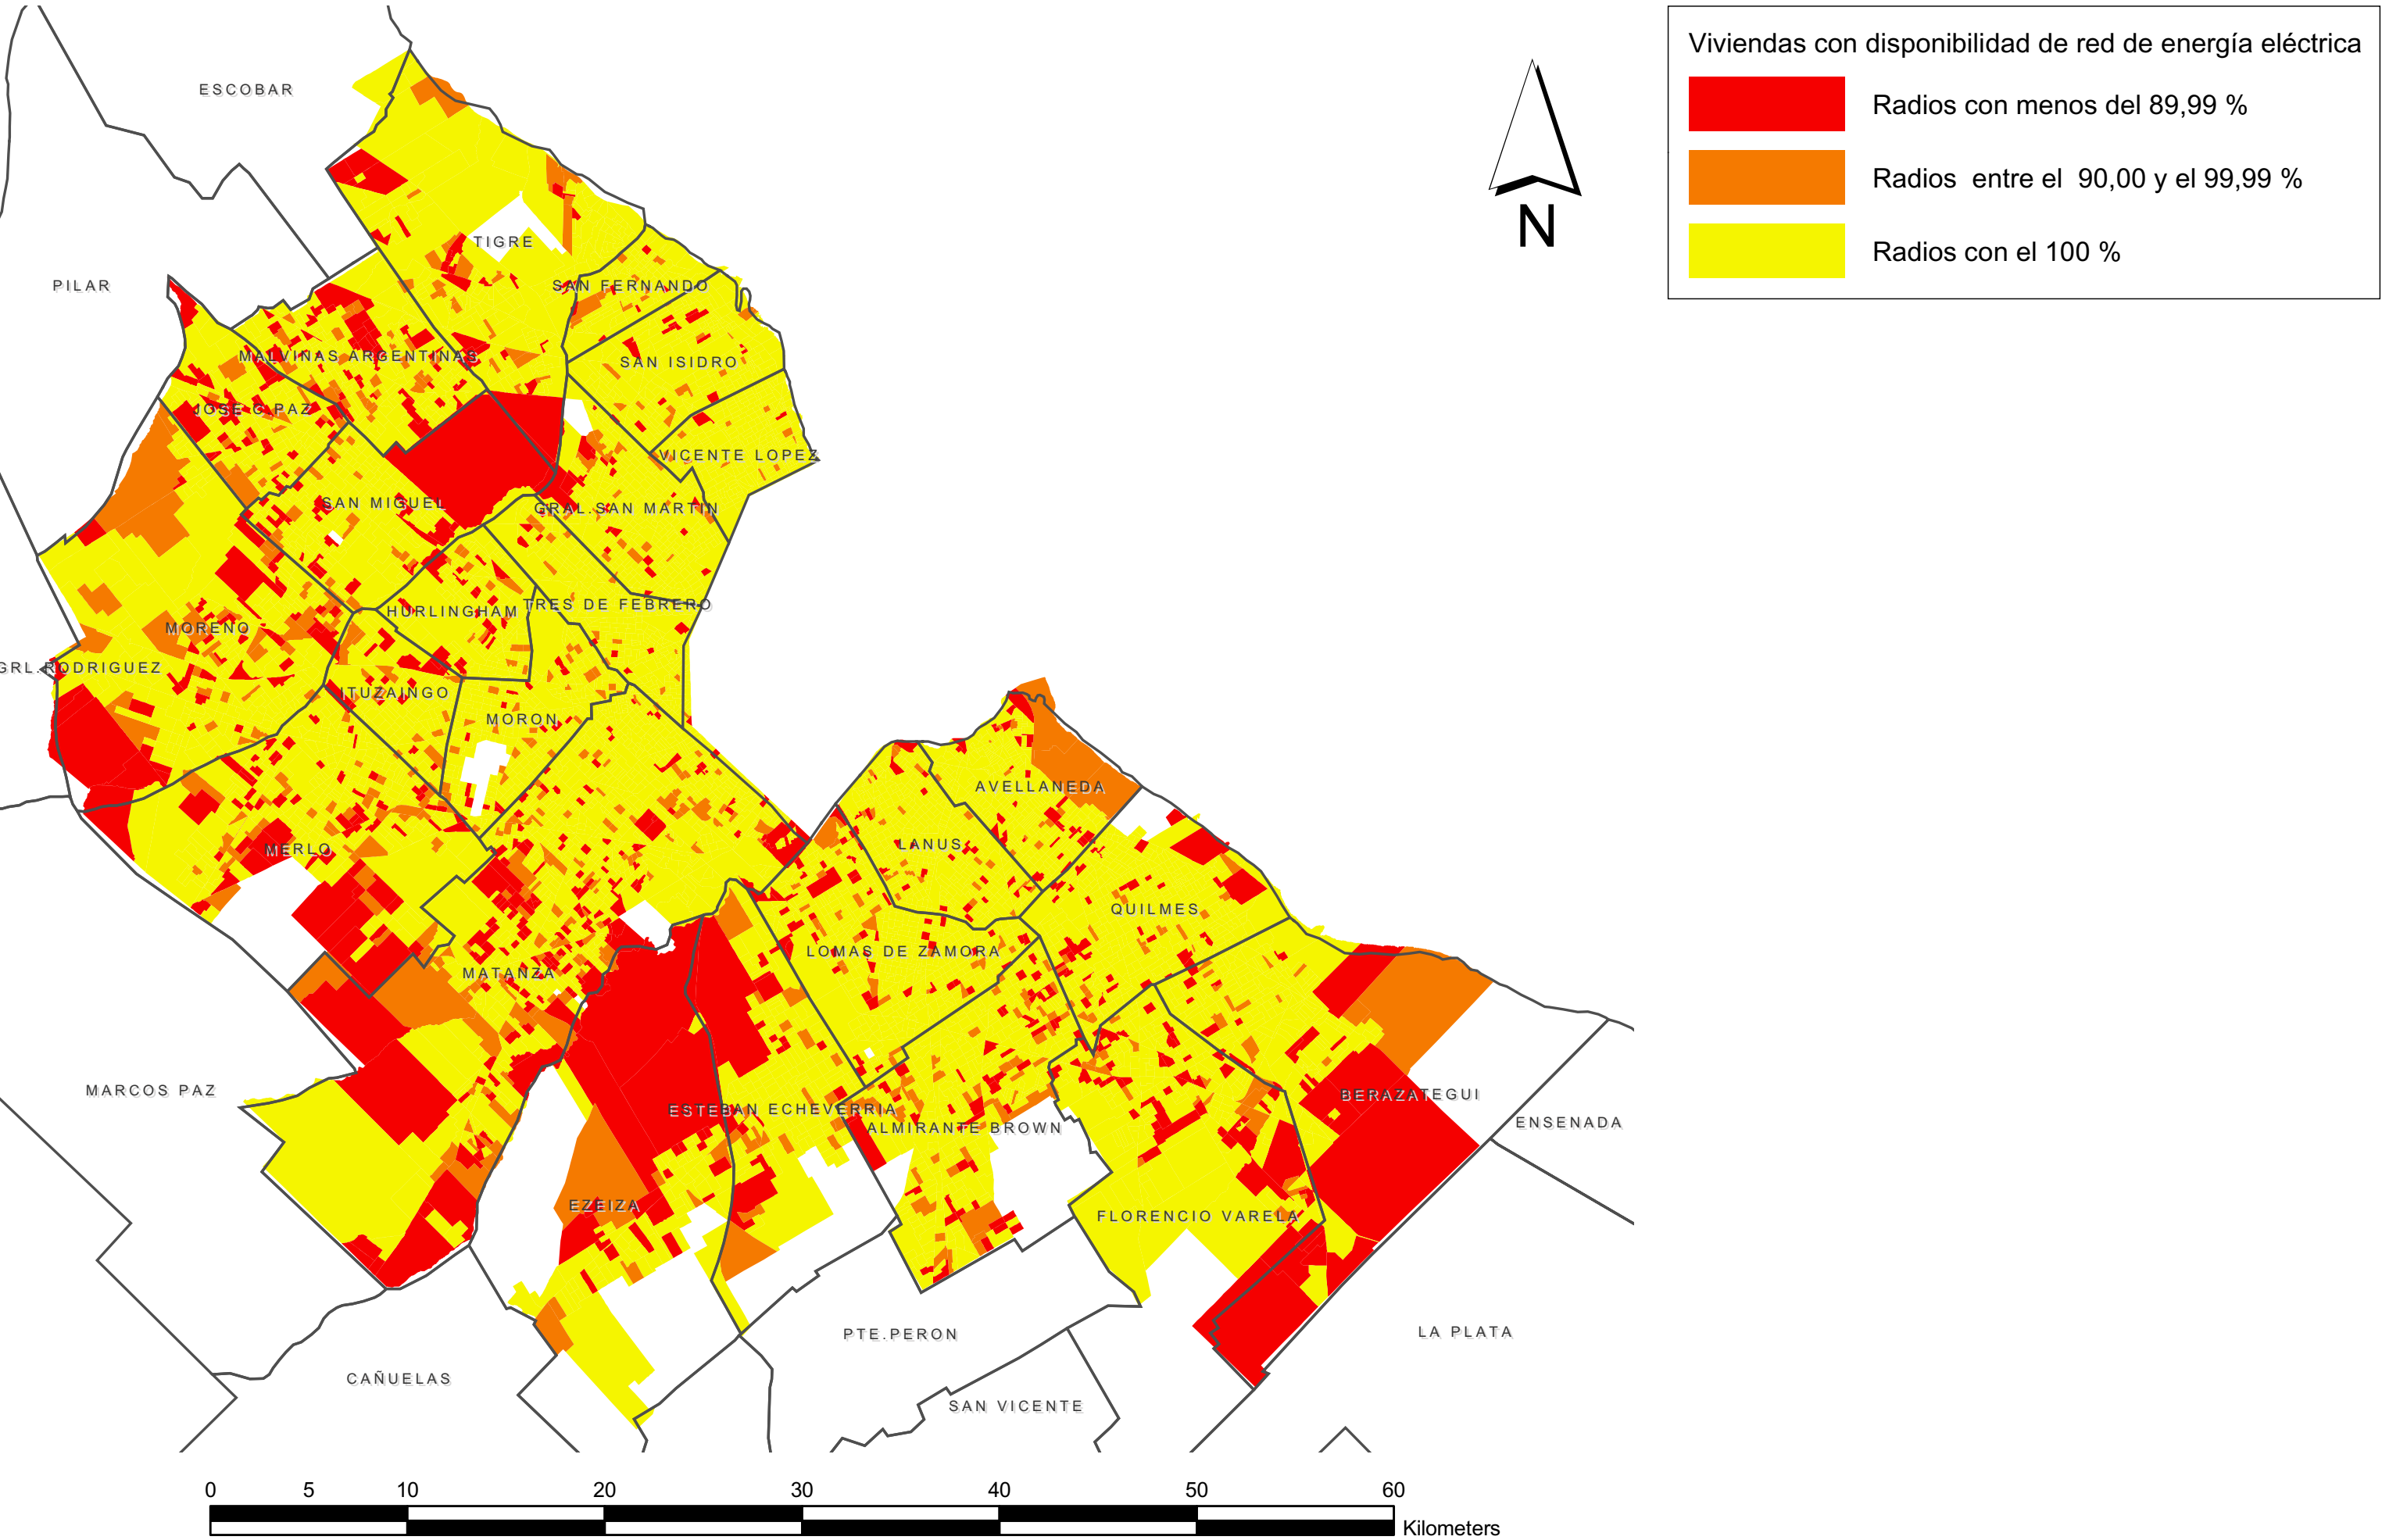 Viviendas con disponibilidad de red de energía eléctrica
Radios con menos del 89,99 %
Radios entre el 90,00 y el 99,99 %
Radios con el 100 %
N
ESCOBAR
TIGRE
PILAR
SAN FERNANDO
MALVINAS ARGENTINAS
SAN ISIDRO
JOSE C.PAZ
VICENTE LOPEZ
SAN MIGUEL
GRAL.SAN MARTIN
HURLINGHAM
TRES DE FEBRERO
MORENO
GRL.RODRIGUEZ
ITUZAINGO
MORON
AVELLANEDA
MERLO
LANUS
QUILMES
LOMAS DE ZAMORA
MATANZA
MARCOS PAZ
BERAZATEGUI
ESTEBAN ECHEVERRIA
ENSENADA
ALMIRANTE BROWN
EZEIZA
FLORENCIO VARELA
PTE.PERON
LA PLATA
CAÑUELAS
SAN VICENTE
0 5 10 20 30 40 50 60
Kilometers